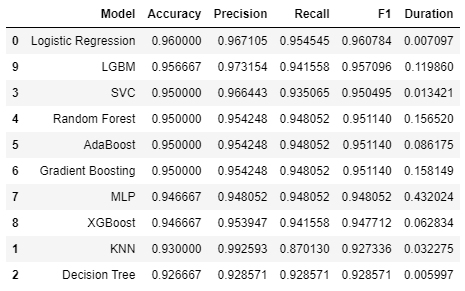 Model Accuracy Precision Recall F1 Duration
0 Logistic Regression 0.960000 0.967105 0.954545 0.960784 0.007097
9 LGBM 0.956667 0.973154 0.941558 0.957096 0.119860
3 SVC 0.950000 0.966443 0.935065 0.950495 0.013421
4 Random Forest 0.950000 0.954248 0.948052 0.951140 0.156520
5 AdaBoost 0.950000 0.954248 0.948052 0.951140 0.086175
6 Gradient Boosting 0.950000 0.954248 0.948052 0.951140 0.158149
7 MLP 0.946667 0.948052 0.948052 0.948052 0.432024
8 XGBoost 0.946667 0.953947 0.941558 0.947712 0.062834
1 KNN 0.930000 0.992593 0.870130 0.927336 0.032275
2 Decision Tree 0.926667 0.928571 0.928571 0.928571 0.005997